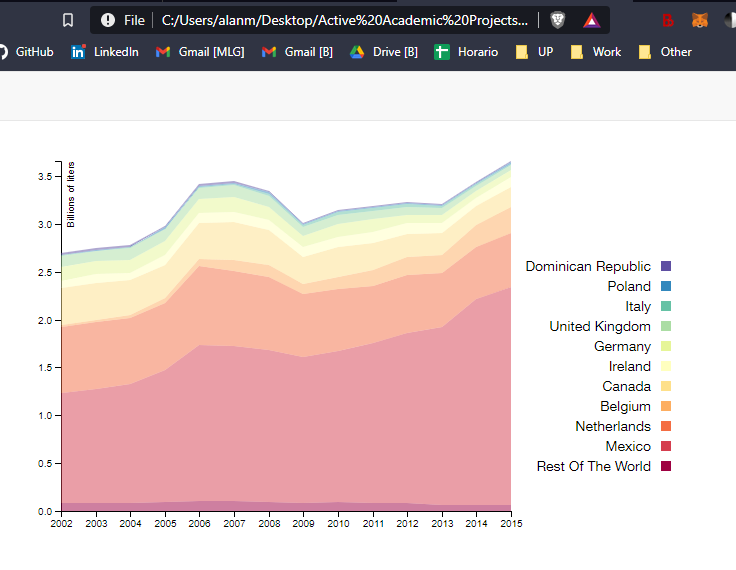 File | C:/Users/alanm/Desktop/Active%20Academic%20Projects...
GitHub LinkedIn Gmail [MLG] Gmail [B] Drive [B] Horario UP Work Other
Billions of liters
3.5
3.0
2.5
2.0
1.5
1.0
0.5
0.0
2002 2003 2004 2005 2006 2007 2008 2009 2010 2011 2012 2013 2014 2015
Dominican Republic
Poland
Italy
United Kingdom
Germany
Ireland
Canada
Belgium
Netherlands
Mexico
Rest Of The World